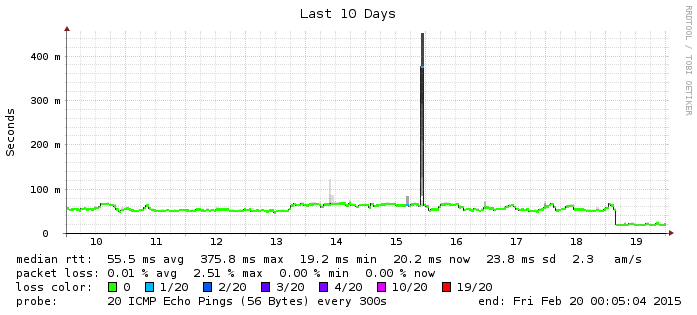 Last 10 Days
RRDTOOL / TOBI OETIKER
Seconds
400 m
300 m
200 m
100 m
0
10 11 12 13 14 15 16 17 18 19
median rtt: 55.5 ms avg 375.8 ms max 19.2 ms min 20.2 ms now 23.8 ms sd 2.3 am/s
packet loss: 0.01 % avg 2.51 % max 0.00 % min 0.00 % now
loss color: 0 1/20 2/20 3/20 4/20 10/20 19/20
probe: 20 ICMP Echo Pings (56 Bytes) every 300s end: Fri Feb 20 00:05:04 2015